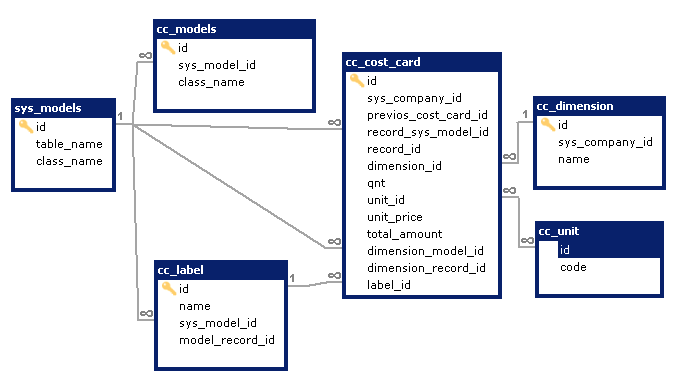 cc_models
id
sys_model_id
class_name
sys_models
id
table_name
class_name
cc_label
id
name
sys_model_id
model_record_id
cc_cost_card
id
sys_company_id
previos_cost_card_id
record_sys_model_id
record_id
dimension_id
qnt
unit_id
unit_price
total_amount
dimension_model_id
dimension_record_id
label_id
cc_dimension
id
sys_company_id
name
cc_unit
id
code
1
∞
∞
∞
∞
1
∞
1
∞
∞
∞